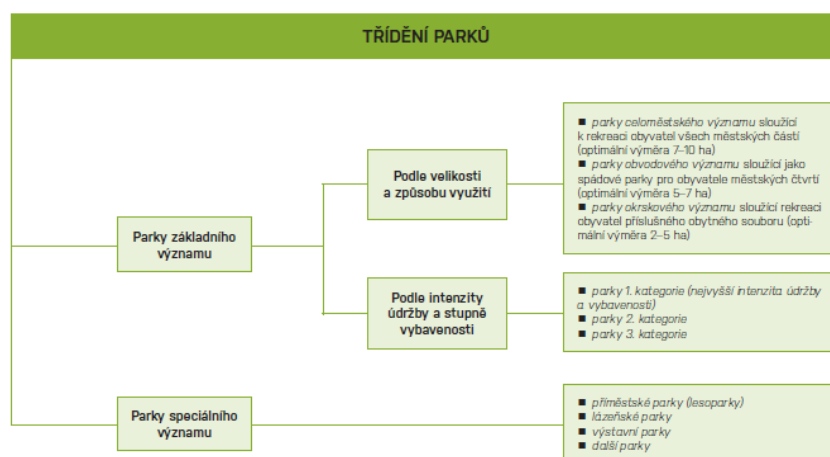 TŘÍDĚNÍ PARKŮ
Parky základního
významu
Podle velikosti
a způsobu využití
■ parky celoměstského významu sloužící
k rekreaci obyvatel všech městských částí
(optimální výměra 7–10 ha)
■ parky obvodového významu sloužící jako
spádové parky pro obyvatele městských čtvrtí
(optimální výměra 5–7 ha)
■ parky okrskového významu sloužící rekreaci
obyvatel příslušného obytného souboru (opti-
mální výměra 2–5 ha)
Podle intenzity
údržby a stupně
vybavenosti
■ parky 1. kategorie (nejvyšší intenzita údržby
a vybavenosti)
■ parky 2. kategorie
■ parky 3. kategorie
Parky speciálního
významu
■ příměstské parky (lesoparky)
■ lázeňské parky
■ výstavní parky
■ další parky